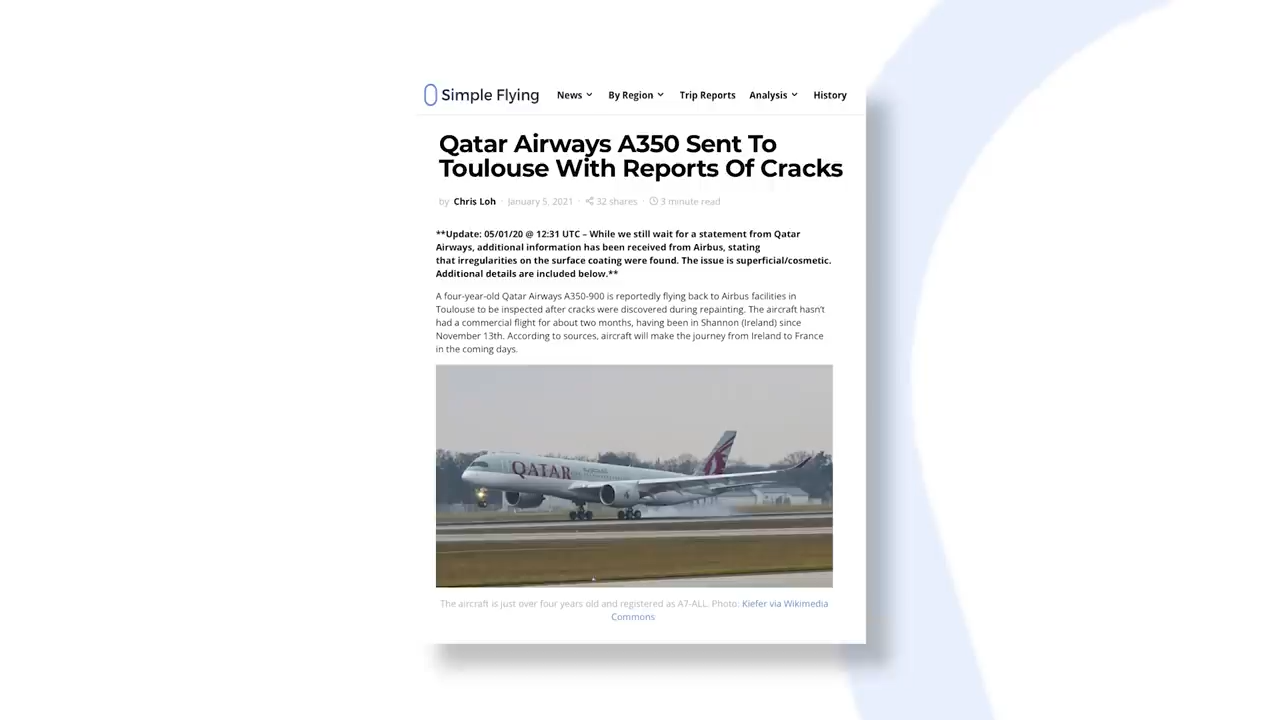 Simple Flying News By Region Trip Reports Analysis History
Qatar Airways A350 Sent To
Toulouse With Reports Of Cracks
by Chris Loh · January 5, 2021 · 32 shares · 3 minute read
**Update: 05/01/20 @ 12:31 UTC – While we still wait for a statement from Qatar
Airways, additional information has been received from Airbus, stating
that irregularities on the surface coating were found. The issue is superficial/cosmetic.
Additional details are included below.**
A four-year-old Qatar Airways A350-900 is reportedly flying back to Airbus facilities in
Toulouse to be inspected after cracks were discovered during repainting. The aircraft hasn't
had a commercial flight for about two months, having been in Shannon (Ireland) since
November 13th. According to sources, aircraft will make the journey from Ireland to France
in the coming days.
QATAR
The aircraft is just over four years old and registered as A7-ALL. Photo: Kiefer via Wikimedia
Commons